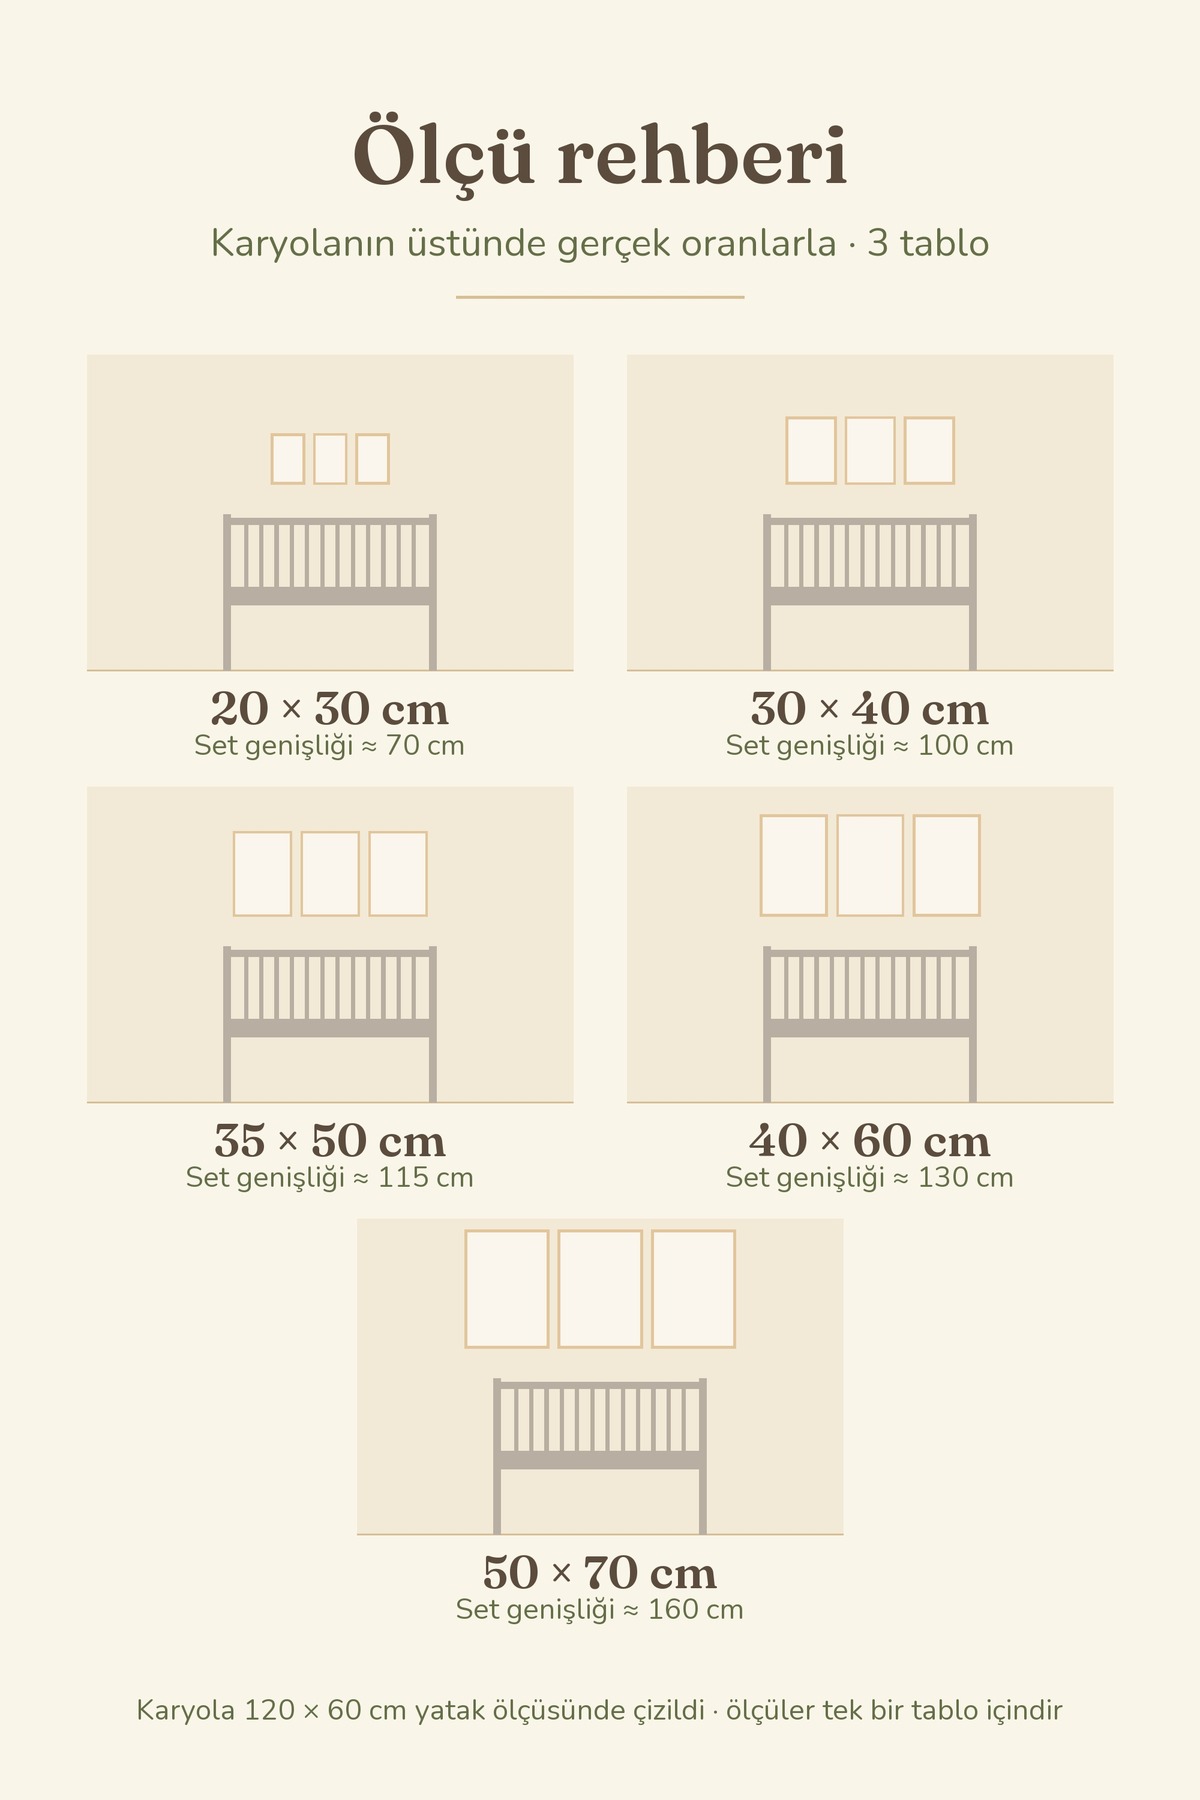 Ölçü rehberi
Karyolanın üstünde gerçek oranlarla · 3 tablo
20 × 30 cm
Set genişliği ≈ 70 cm
30 × 40 cm
Set genişliği ≈ 100 cm
35 × 50 cm
Set genişliği ≈ 115 cm
40 × 60 cm
Set genişliği ≈ 130 cm
50 × 70 cm
Set genişliği ≈ 160 cm
Karyola 120 × 60 cm yatak ölçüsünde çizildi · ölçüler tek bir tablo içindir